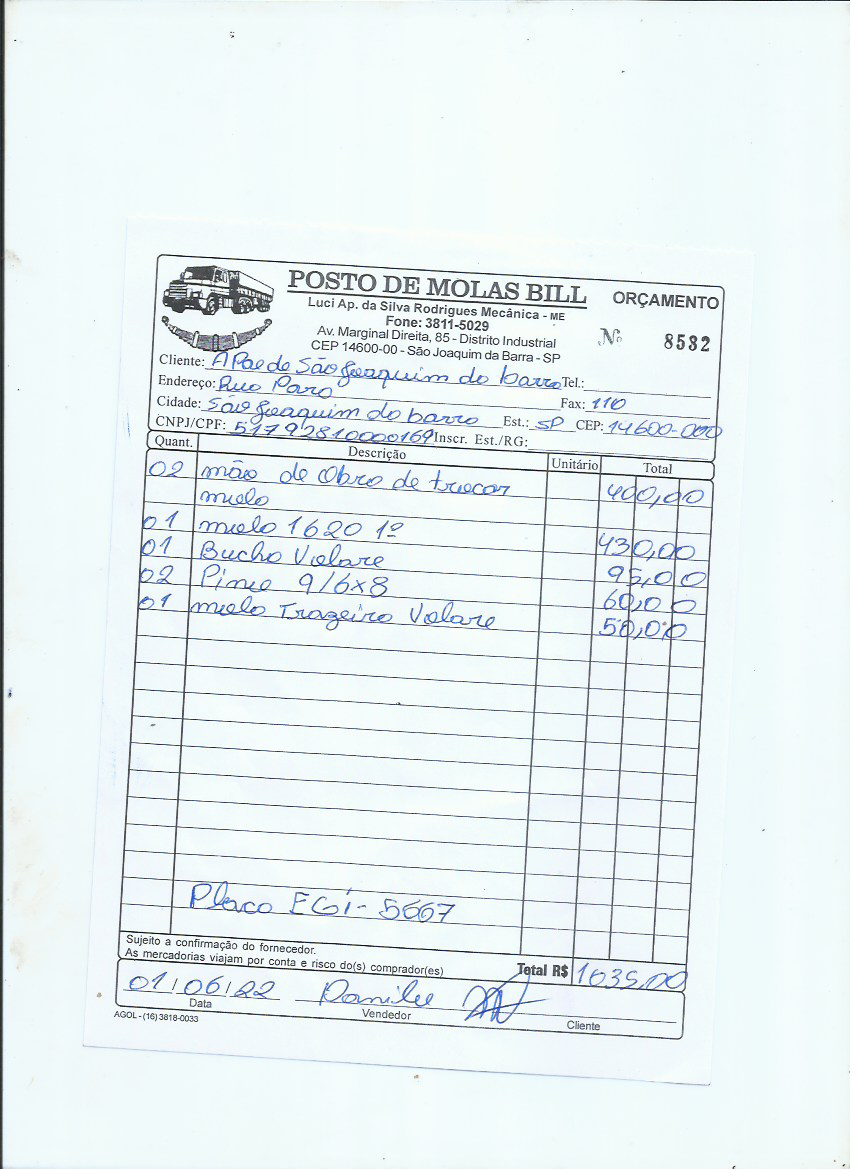 POSTO DE MOLAS BILL
ORÇAMENTO
Luci Ap. da Silva Rodrigues Mecânica - ME
Fone: 3811-5029
Av. Marginal Direita, 85 - Distrito Industrial
CEP 14600-00 - São Joaquim da Barra - SP
Nº 8532
Cliente: APae de São Joaquim da barra Tel.:
Endereço: Rua Para Fax: 110
Cidade: São Joaquim da barra Est.: SP CEP: 14600-000
CNPJ/CPF: 51792810000169 Inscr. Est./RG:
Quant. Descrição Unitário Total
02 mão de Obra de trocar 400,00
mola
01 mola 1620 1º 430,00
01 Bucha Volare 95,00
02 Pino 9/6x8 60,00
01 mola Trazeira Volare 50,00
Placa EGI-5667
Sujeito a confirmação do fornecedor.
As mercadorias viajam por conta e risco do(s) comprador(es)
Total R$ 1035,00
01/06/22 Danilu
Data Vendedor Cliente
AGOL - (16) 3818-0033